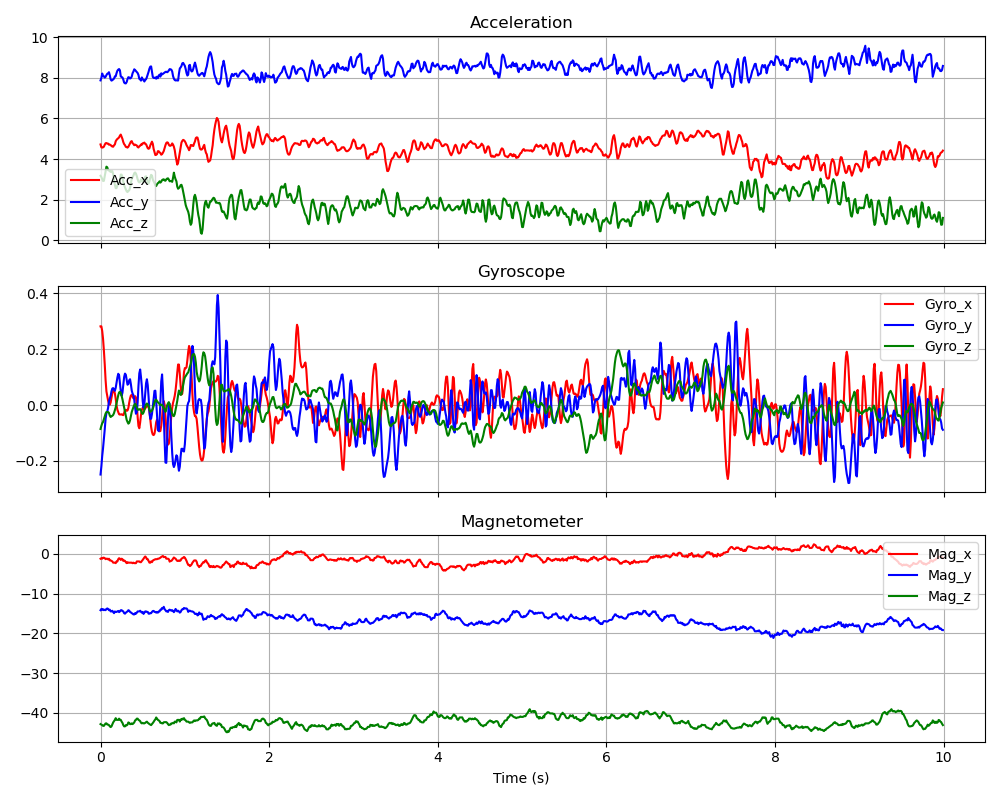 Acceleration
10
8
6
4
2
0
Acc_x
Acc_y
Acc_z
Gyroscope
0.4
0.2
0.0
−0.2
Gyro_x
Gyro_y
Gyro_z
Magnetometer
0
−10
−20
−30
−40
Mag_x
Mag_y
Mag_z
0 2 4 6 8 10
Time (s)